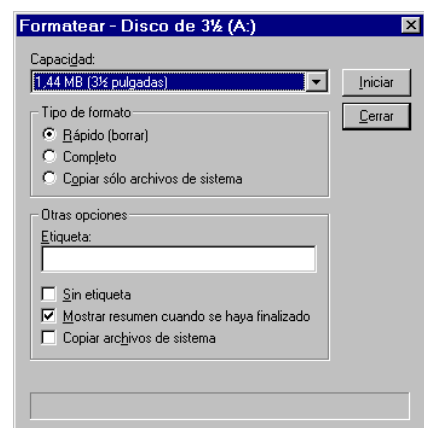 Formatear - Disco de 3½ (A:)
Capacidad:
1,44 MB (3½ pulgadas)
Iniciar
Tipo de formato
Cerrar
Rápido (borrar)
Completo
Copiar sólo archivos de sistema
Otras opciones
Etiqueta:
Sin etiqueta
Mostrar resumen cuando se haya finalizado
Copiar archivos de sistema